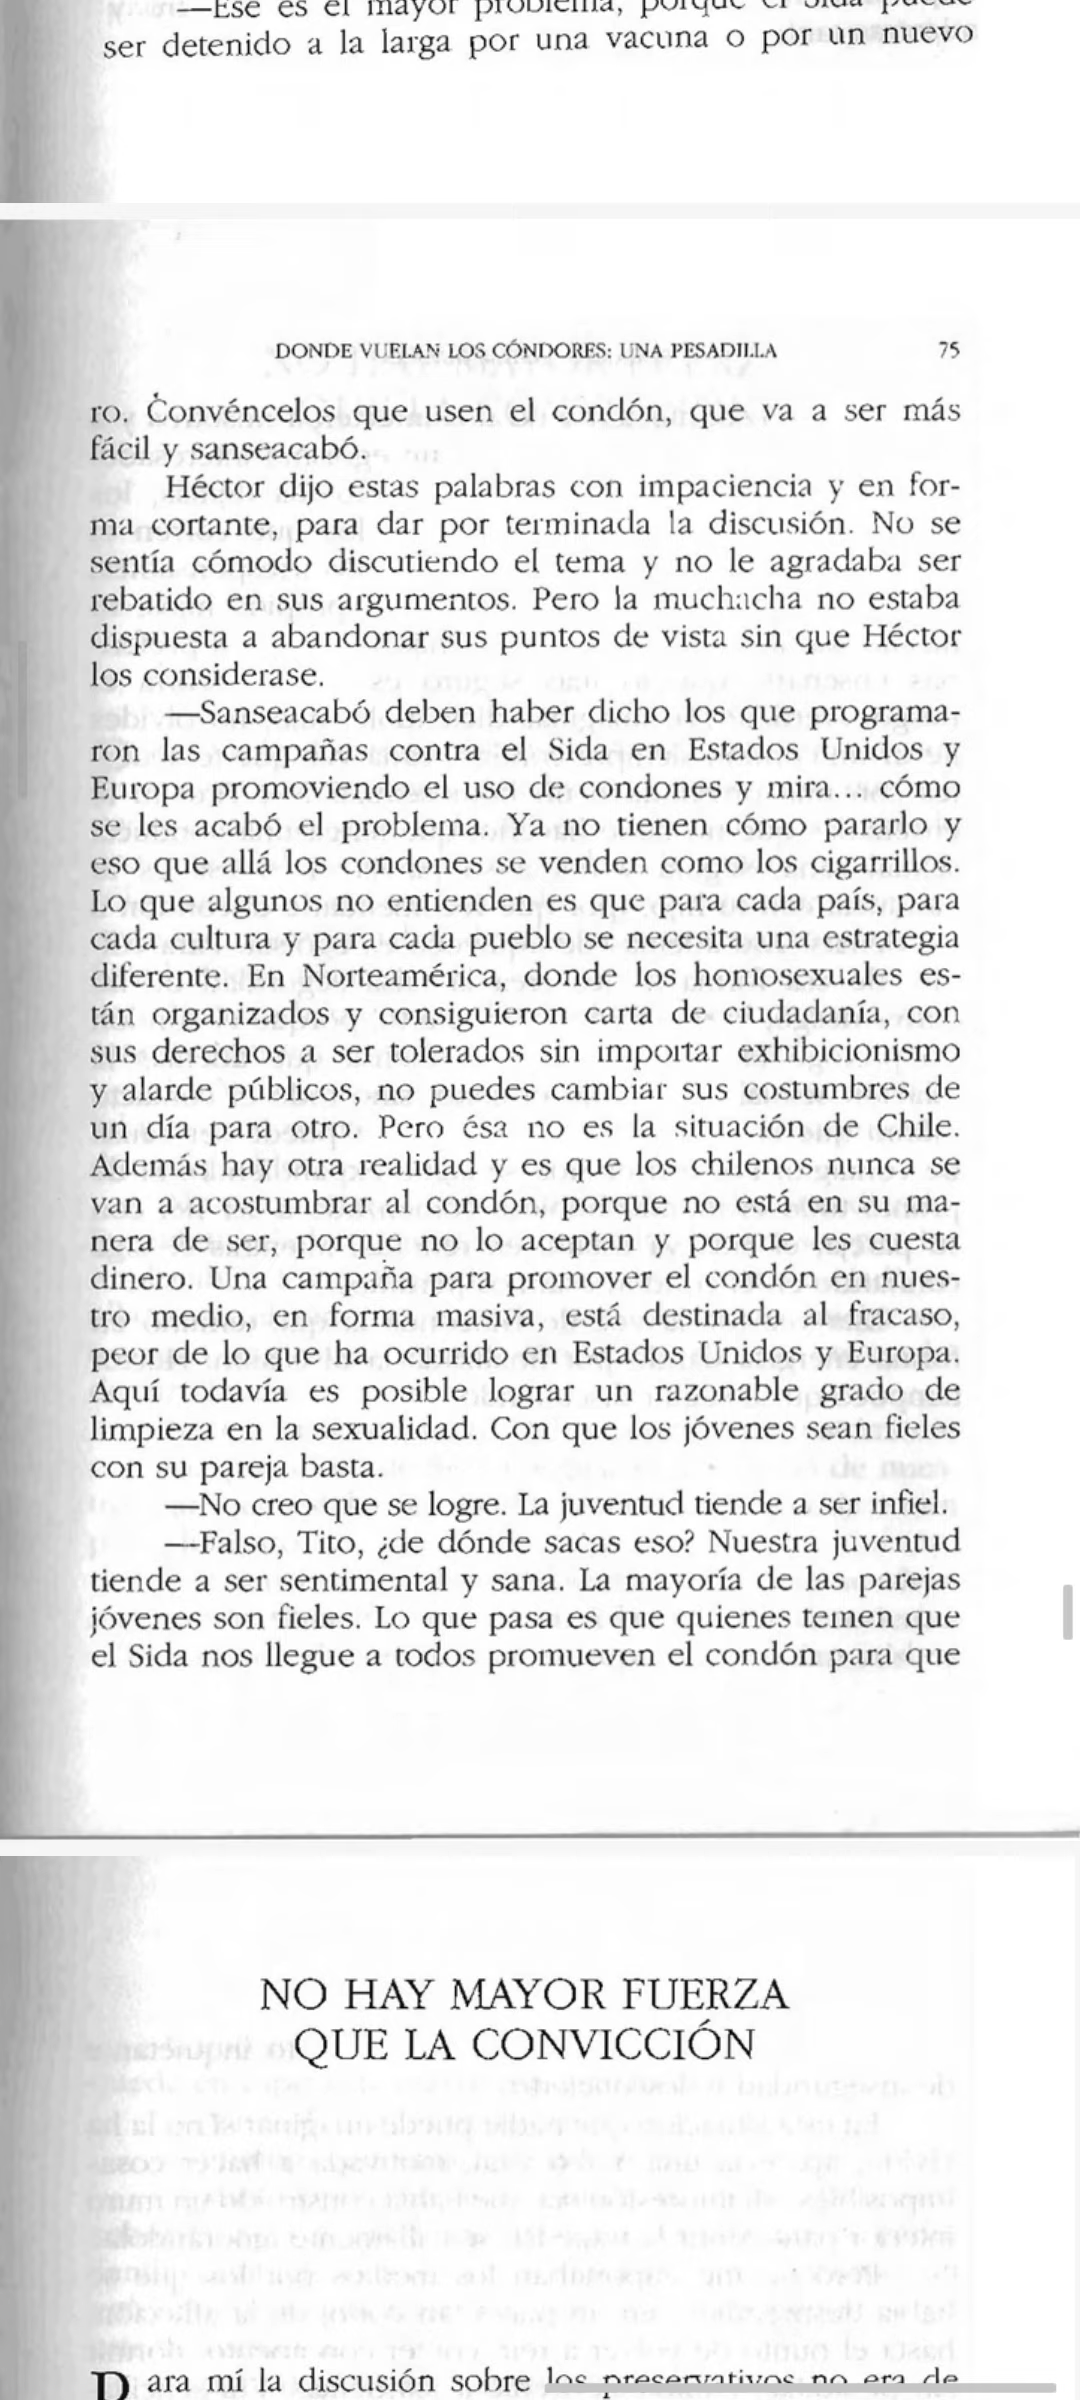 —Ese es el mayor problema, porque el Sida puede
ser detenido a la larga por una vacuna o por un nuevo
DONDE VUELAN LOS CÓNDORES: UNA PESADILLA 75
ro. Convéncelos que usen el condón, que va a ser más
fácil y sanseacabó.
Héctor dijo estas palabras con impaciencia y en for-
ma cortante, para dar por terminada la discusión. No se
sentía cómodo discutiendo el tema y no le agradaba ser
rebatido en sus argumentos. Pero la muchacha no estaba
dispuesta a abandonar sus puntos de vista sin que Héctor
los considerase.
—Sanseacabó deben haber dicho los que programa-
ron las campañas contra el Sida en Estados Unidos y
Europa promoviendo el uso de condones y mira... cómo
se les acabó el problema. Ya no tienen cómo pararlo y
eso que allá los condones se venden como los cigarrillos.
Lo que algunos no entienden es que para cada país, para
cada cultura y para cada pueblo se necesita una estrategia
diferente. En Norteamérica, donde los homosexuales es-
tán organizados y consiguieron carta de ciudadanía, con
sus derechos a ser tolerados sin importar exhibicionismo
y alarde públicos, no puedes cambiar sus costumbres de
un día para otro. Pero ésa no es la situación de Chile.
Además hay otra realidad y es que los chilenos nunca se
van a acostumbrar al condón, porque no está en su ma-
nera de ser, porque no lo aceptan y porque les cuesta
dinero. Una campaña para promover el condón en nues-
tro medio, en forma masiva, está destinada al fracaso,
peor de lo que ha ocurrido en Estados Unidos y Europa.
Aquí todavía es posible lograr un razonable grado de
limpieza en la sexualidad. Con que los jóvenes sean fieles
con su pareja basta.
—No creo que se logre. La juventud tiende a ser infiel.
—Falso, Tito, ¿de dónde sacas eso? Nuestra juventud
tiende a ser sentimental y sana. La mayoría de las parejas
jóvenes son fieles. Lo que pasa es que quienes temen que
el Sida nos llegue a todos promueven el condón para que
NO HAY MAYOR FUERZA
QUE LA CONVICCIÓN
Para mí la discusión sobre los preservativos no era de